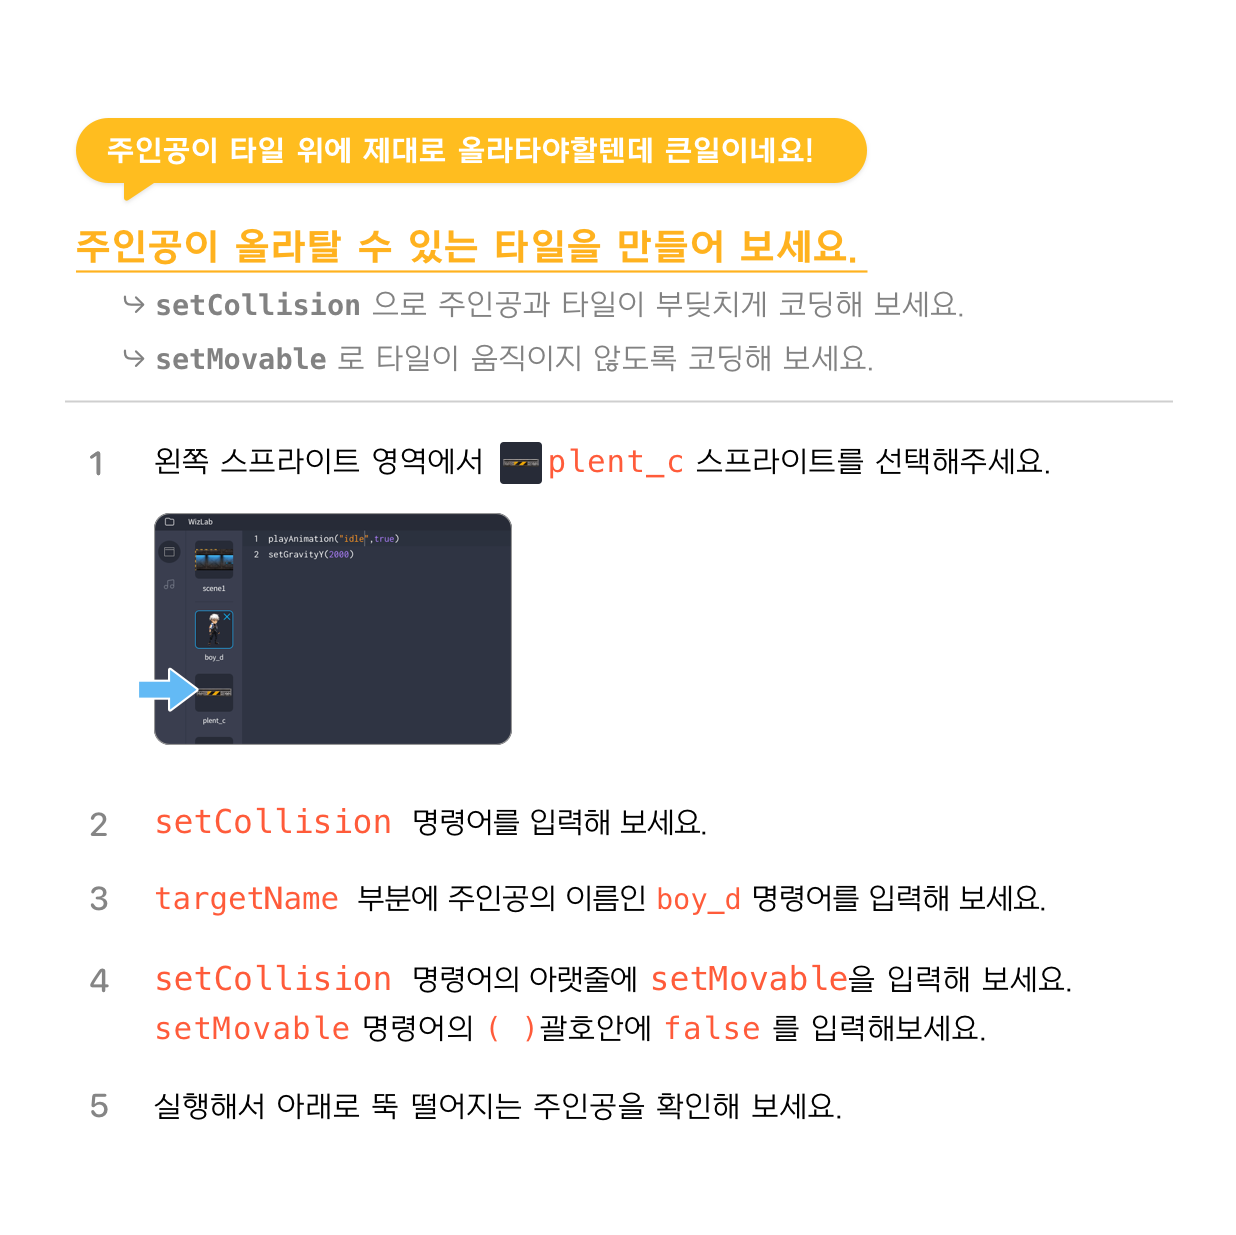 주인공이 타일 위에 제대로 올라타야할텐데 큰일이네요!
주인공이 올라탈 수 있는 타일을 만들어 보세요.
↪ setCollision 으로 주인공과 타일이 부딪치게 코딩해 보세요.
↪ setMovable 로 타일이 움직이지 않도록 코딩해 보세요.
1 왼쪽 스프라이트 영역에서 plent_c 스프라이트를 선택해주세요.
WizLab
1 playAnimation("idle",true)
2 setGravityY(2000)
scene1
boy_d
plent_c
2 setCollision 명령어를 입력해 보세요.
3 targetName 부분에 주인공의 이름인 boy_d 명령어를 입력해 보세요.
4 setCollision 명령어의 아랫줄에 setMovable을 입력해 보세요.
setMovable 명령어의 ( )괄호안에 false 를 입력해보세요.
5 실행해서 아래로 뚝 떨어지는 주인공을 확인해 보세요.